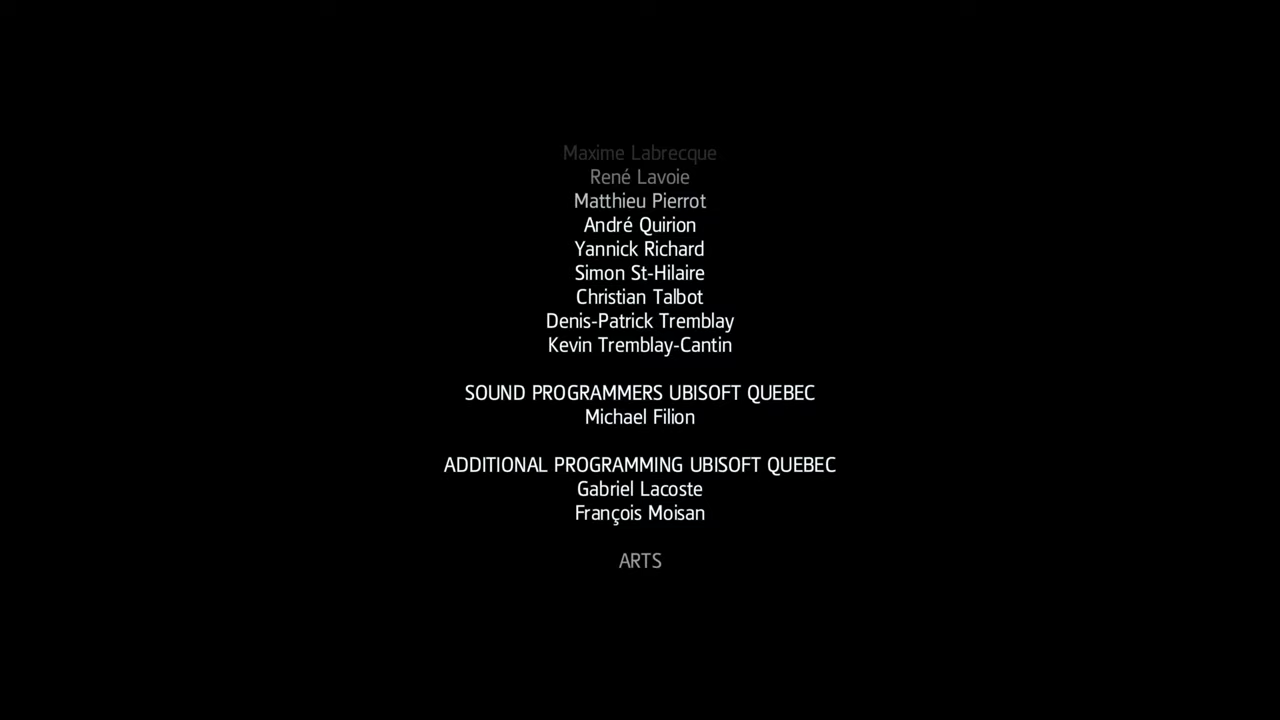 Maxime Labrecque
René Lavoie
Matthieu Pierrot
André Quirion
Yannick Richard
Simon St-Hilaire
Christian Talbot
Denis-Patrick Tremblay
Kevin Tremblay-Cantin
SOUND PROGRAMMERS UBISOFT QUEBEC
Michael Filion
ADDITIONAL PROGRAMMING UBISOFT QUEBEC
Gabriel Lacoste
François Moisan
ARTS